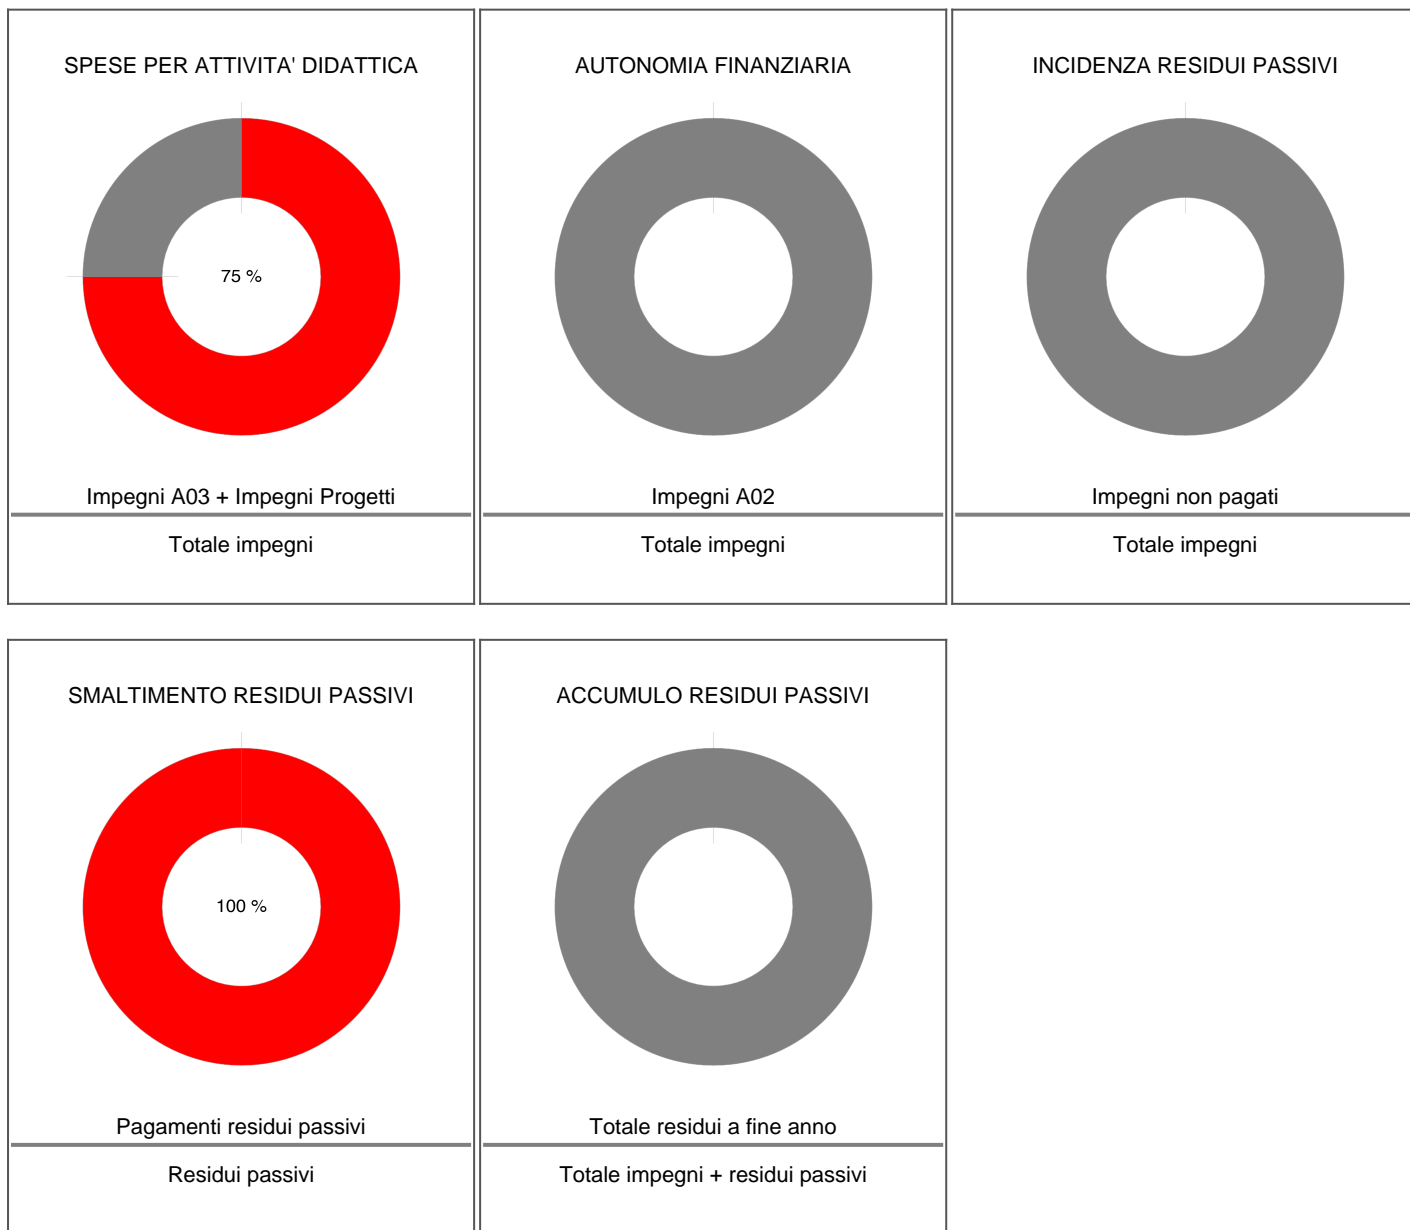 SPESE PER ATTIVITA' DIDATTICA
75 %
Impegni A03 + Impegni Progetti
Totale impegni
AUTONOMIA FINANZIARIA
Impegni A02
Totale impegni
INCIDENZA RESIDUI PASSIVI
Impegni non pagati
Totale impegni
SMALTIMENTO RESIDUI PASSIVI
100 %
Pagamenti residui passivi
Residui passivi
ACCUMULO RESIDUI PASSIVI
Totale residui a fine anno
Totale impegni + residui passivi